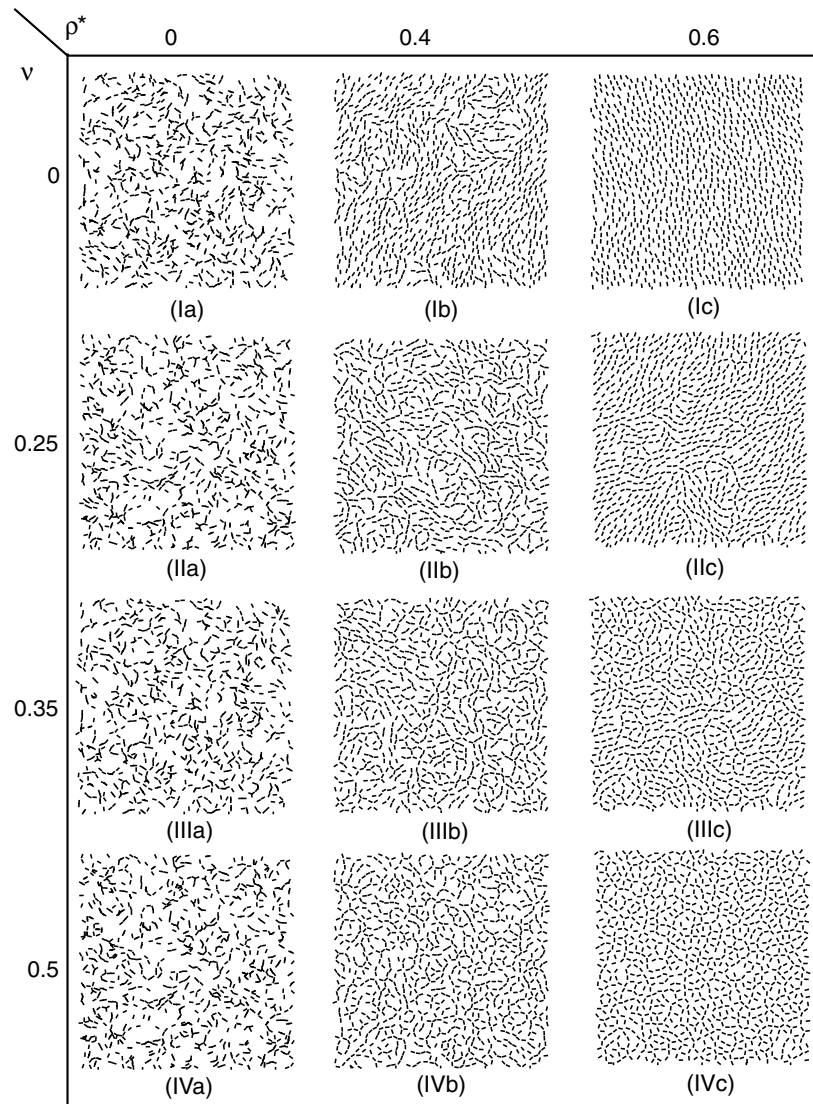 ρ* 0 0.4 0.6
ν
0
(Ia) (Ib) (Ic)
0.25
(IIa) (IIb) (IIc)
0.35
(IIIa) (IIIb) (IIIc)
0.5
(IVa) (IVb) (IVc)